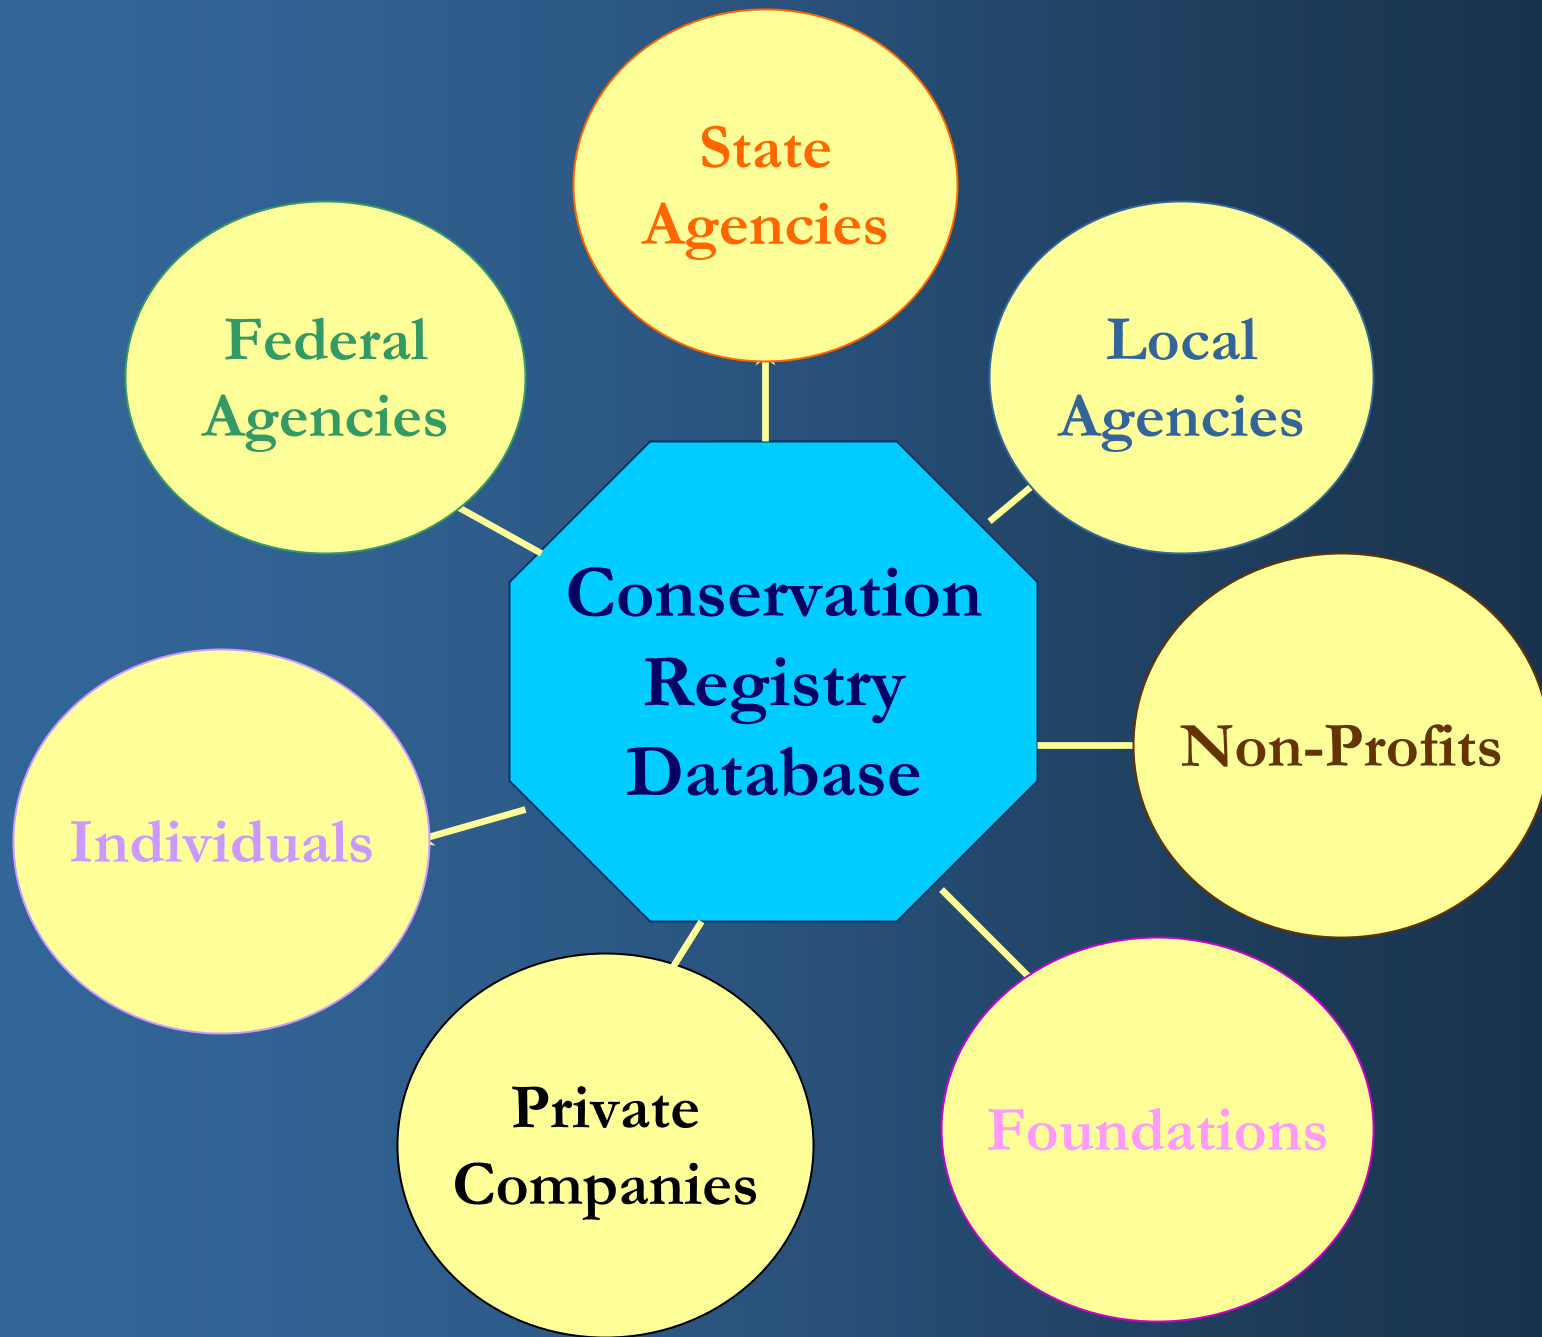 State
Agencies
Federal
Agencies
Local
Agencies
Conservation
Registry
Database
Non-Profits
Individuals
Private
Companies
Foundations